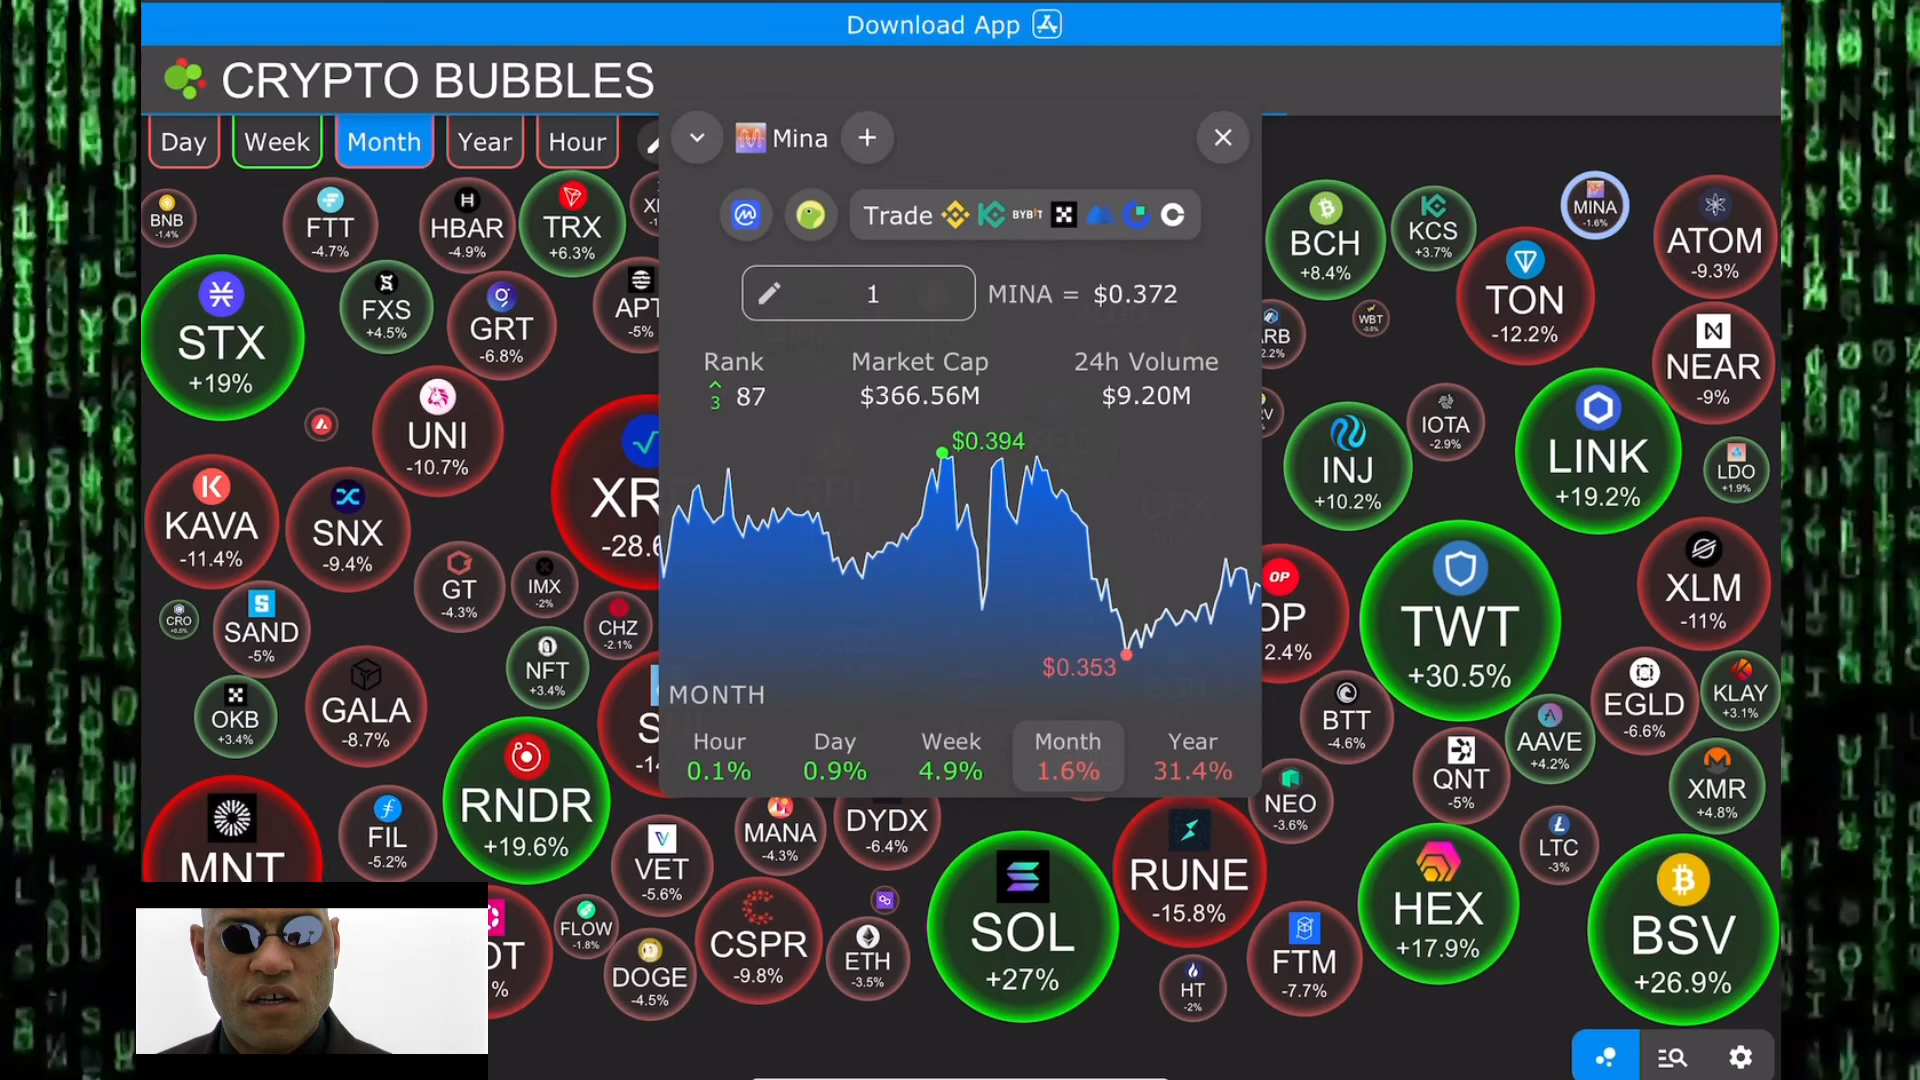 Download App
CRYPTO BUBBLES
Day
Week
Month
Year
Hour
Mina
Trade
BYBIT
1
MINA = $0.372
Rank
Market Cap
24h Volume
3
87
$366.56M
$9.20M
$0.394
$0.353
MONTH
Hour
Day
Week
Month
Year
0.1%
0.9%
4.9%
1.6%
31.4%
BNB
-1.4%
FTT
-4.7%
HBAR
-4.9%
TRX
+6.3%
STX
+19%
FXS
+4.5%
GRT
-6.8%
APT
-5%
UNI
-10.7%
KAVA
-11.4%
SNX
-9.4%
GT
-4.3%
IMX
-2%
CRO
SAND
-5%
CHZ
-2.1%
NFT
+3.4%
OKB
+3.4%
GALA
-8.7%
RNDR
+19.6%
MNT
FIL
-5.2%
VET
-5.6%
MANA
-4.3%
DYDX
-6.4%
FLOW
-1.8%
DOGE
-4.5%
CSPR
-9.8%
ETH
-3.5%
SOL
+27%
RUNE
-15.8%
HT
-2%
FTM
-7.7%
HEX
+17.9%
BSV
+26.9%
BCH
+8.4%
KCS
+3.7%
MINA
-1.6%
ATOM
-9.3%
TON
-12.2%
WBT
-0.6%
NEAR
-9%
IOTA
-2.9%
INJ
+10.2%
LINK
+19.2%
LDO
+1.9%
OP
2.4%
TWT
+30.5%
XLM
-11%
BTT
-4.6%
EGLD
-6.6%
KLAY
+3.1%
AAVE
+4.2%
QNT
-5%
XMR
+4.8%
NEO
-3.6%
LTC
-3%